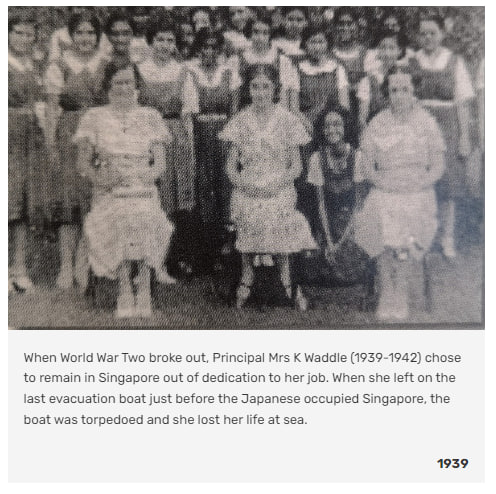 When World War Two broke out, Principal Mrs K Waddle (1939-1942) chose
to remain in Singapore out of dedication to her job. When she left on the
last evacuation boat just before the Japanese occupied Singapore, the
boat was torpedoed and she lost her life at sea.
1939